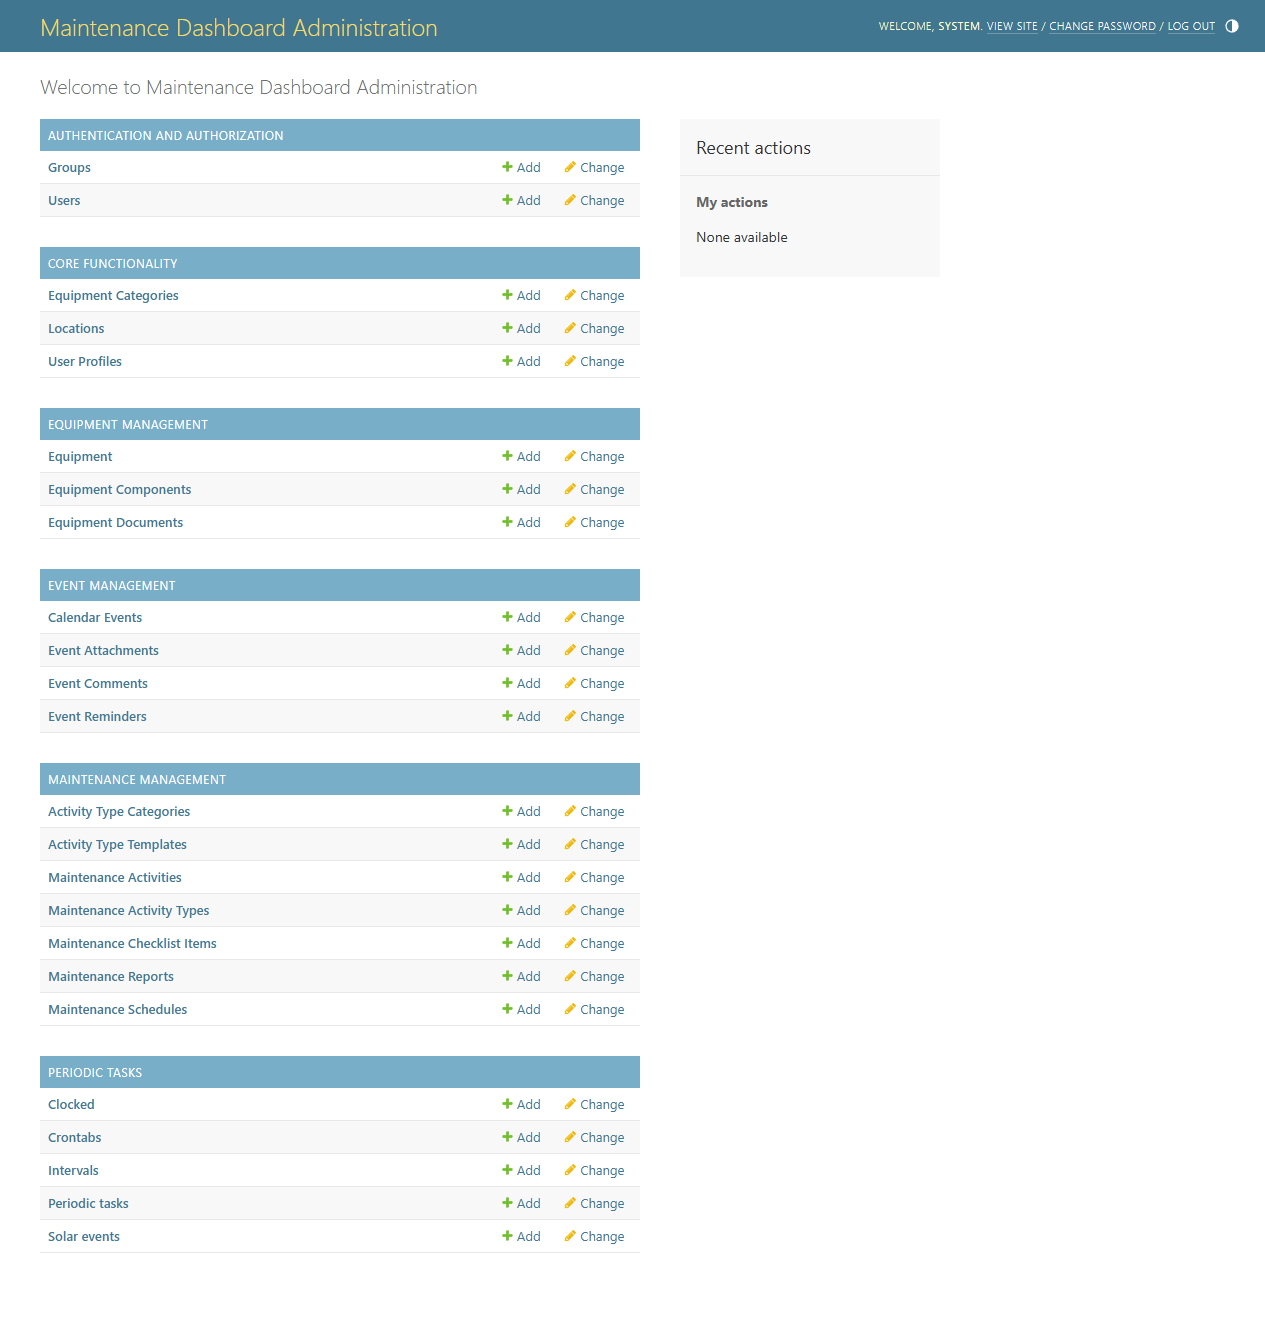 Maintenance Dashboard Administration
WELCOME, SYSTEM. VIEW SITE / CHANGE PASSWORD / LOG OUT
Welcome to Maintenance Dashboard Administration
AUTHENTICATION AND AUTHORIZATION
Groups Add Change
Users Add Change
CORE FUNCTIONALITY
Equipment Categories Add Change
Locations Add Change
User Profiles Add Change
EQUIPMENT MANAGEMENT
Equipment Add Change
Equipment Components Add Change
Equipment Documents Add Change
EVENT MANAGEMENT
Calendar Events Add Change
Event Attachments Add Change
Event Comments Add Change
Event Reminders Add Change
MAINTENANCE MANAGEMENT
Activity Type Categories Add Change
Activity Type Templates Add Change
Maintenance Activities Add Change
Maintenance Activity Types Add Change
Maintenance Checklist Items Add Change
Maintenance Reports Add Change
Maintenance Schedules Add Change
PERIODIC TASKS
Clocked Add Change
Crontabs Add Change
Intervals Add Change
Periodic tasks Add Change
Solar events Add Change
Recent actions
My actions
None available